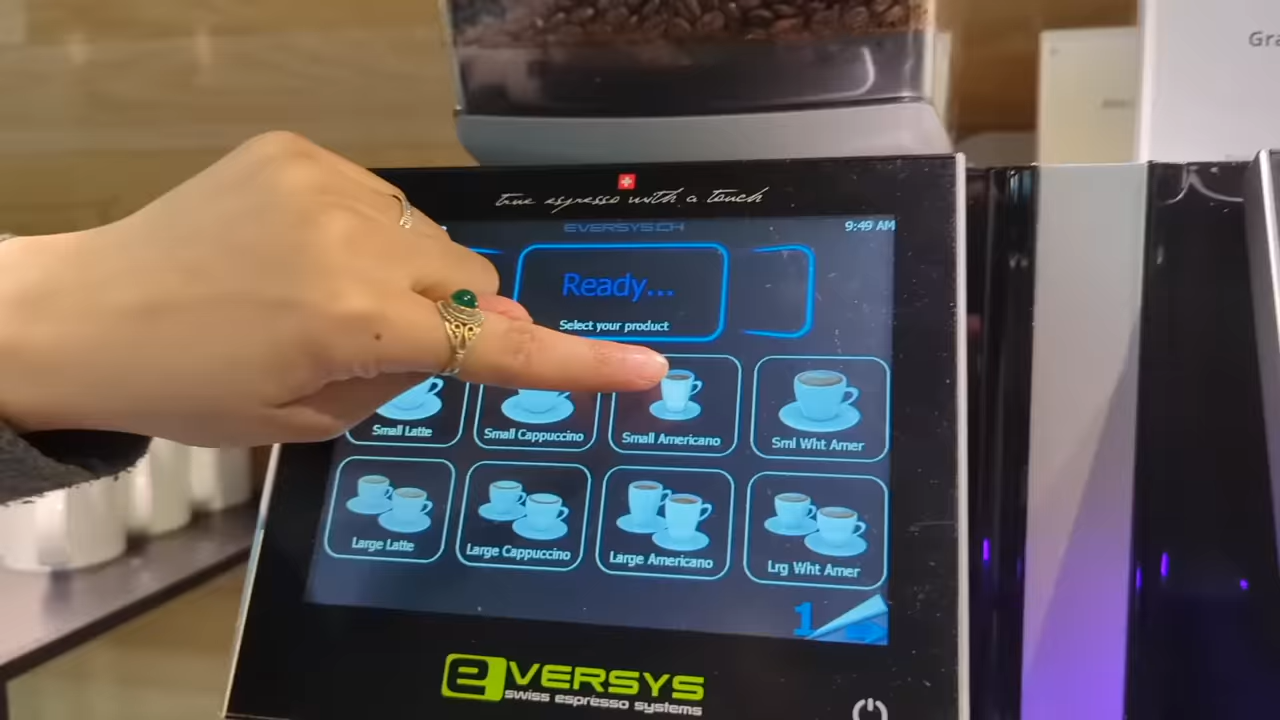 Gra
true espresso with a touch
EVERSYS.CH
9:49 AM
Ready...
Select your product
Small Latte
Small Cappuccino
Small Americano
Sml Wht Amer
Large Latte
Large Cappuccino
Large Americano
Lrg Wht Amer
1
eVERSYS
swiss espresso systems